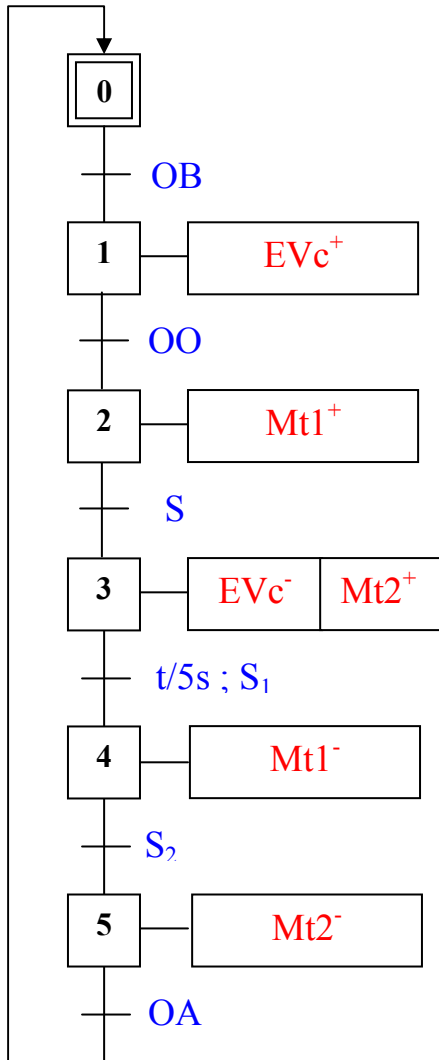 0
OB
1 EVc⁺
OO
2 Mt1⁺
S
3 EVc⁻ Mt2⁺
t/5s ; S₁
4 Mt1⁻
S₂
5 Mt2⁻
OA